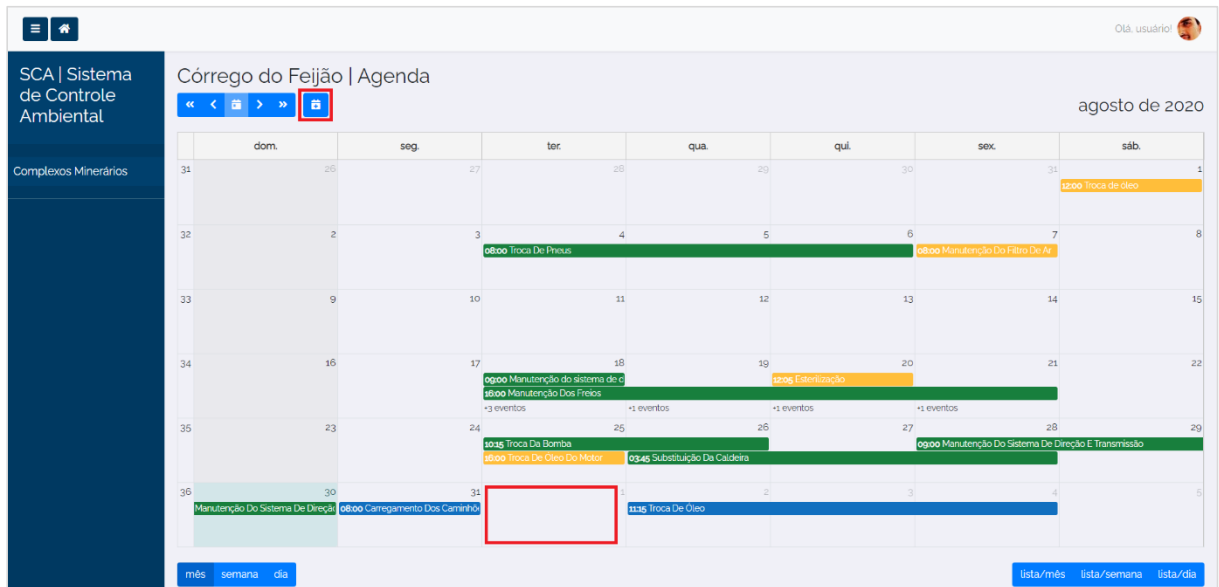 Olá, usuário!
SCA | Sistema
de Controle
Ambiental
Complexos Minerários
Córrego do Feijão | Agenda
agosto de 2020
dom. seg. ter. qua. qui. sex. sáb.
31 26 27 28 29 30 31 1
12:00 Troca de óleo
32 2 3 4 5 6 7 8
08:00 Troca De Pneus 08:00 Manutenção Do Filtro De Ar
33 9 10 11 12 13 14 15
34 16 17 18 19 20 21 22
09:00 Manutenção do sistema de d 12:05 Esterilização
16:00 Manutenção Dos Freios
+3 eventos +1 eventos +1 eventos +1 eventos
35 23 24 25 26 27 28 29
10:15 Troca Da Bomba 09:00 Manutenção Do Sistema De Direção E Transmissão
16:00 Troca De Óleo Do Motor 03:45 Substituição Da Caldeira
36 30 31 1 2 3 4 5
Manutenção Do Sistema De Direção 08:00 Carregamento Dos Caminhõe 11:15 Troca De Óleo
mês semana dia lista/mês lista/semana lista/dia